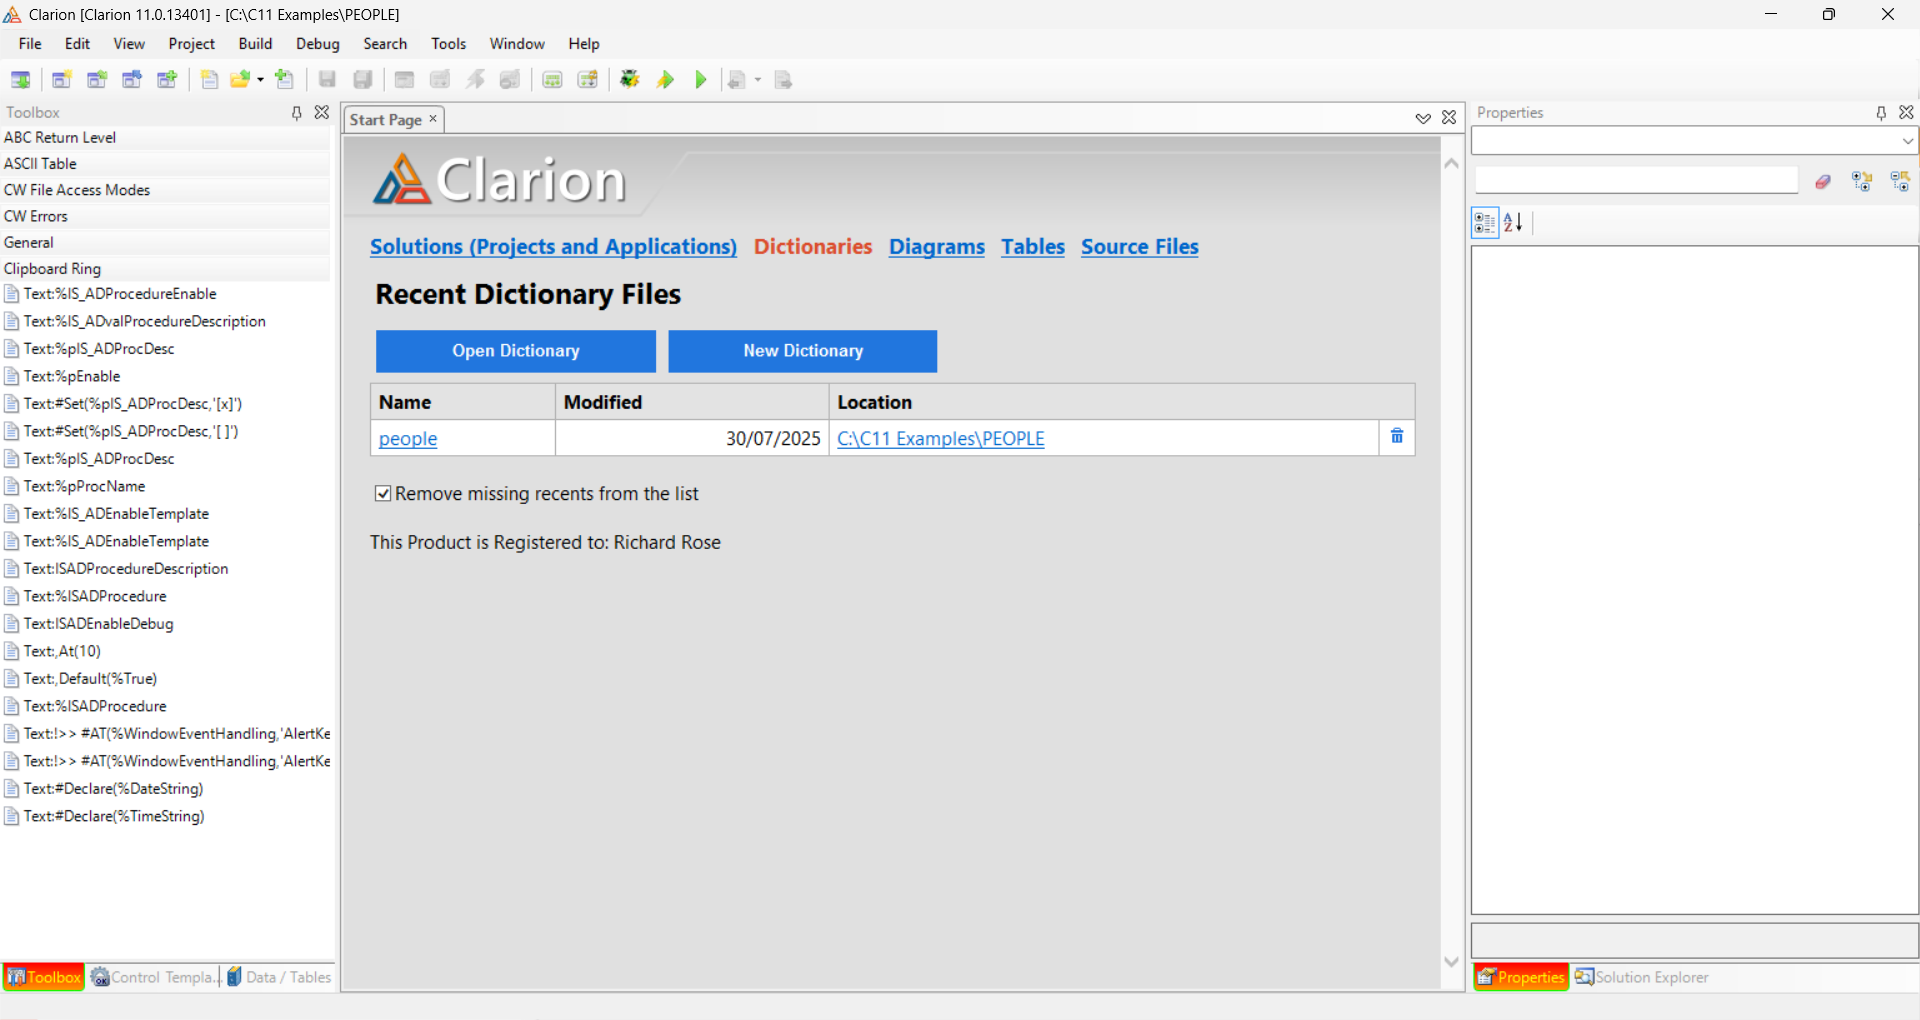 Clarion [Clarion 11.0.13401] - [C:\C11 Examples\PEOPLE]
File Edit View Project Build Debug Search Tools Window Help
Toolbox
ABC Return Level
ASCII Table
CW File Access Modes
CW Errors
General
Clipboard Ring
Text:%IS_ADProcedureEnable
Text:%IS_ADvalProcedureDescription
Text:%pIS_ADProcDesc
Text:%pEnable
Text:#Set(%pIS_ADProcDesc,'[x]')
Text:#Set(%pIS_ADProcDesc,'[ ]')
Text:%pIS_ADProcDesc
Text:%pProcName
Text:%IS_ADEnableTemplate
Text:%IS_ADEnableTemplate
Text:ISADProcedureDescription
Text:%ISADProcedure
Text:ISADEnableDebug
Text:,At(10)
Text:,Default(%True)
Text:%ISADProcedure
Text:!>> #AT(%WindowEventHandling,'AlertKe
Text:!>> #AT(%WindowEventHandling,'AlertKe
Text:#Declare(%DateString)
Text:#Declare(%TimeString)
Toolbox Control Templa... Data / Tables
Start Page
Clarion
Solutions (Projects and Applications) Dictionaries Diagrams Tables Source Files
Recent Dictionary Files
Open Dictionary New Dictionary
Name Modified Location
people 30/07/2025 C:\C11 Examples\PEOPLE
Remove missing recents from the list
This Product is Registered to: Richard Rose
Properties
Properties Solution Explorer